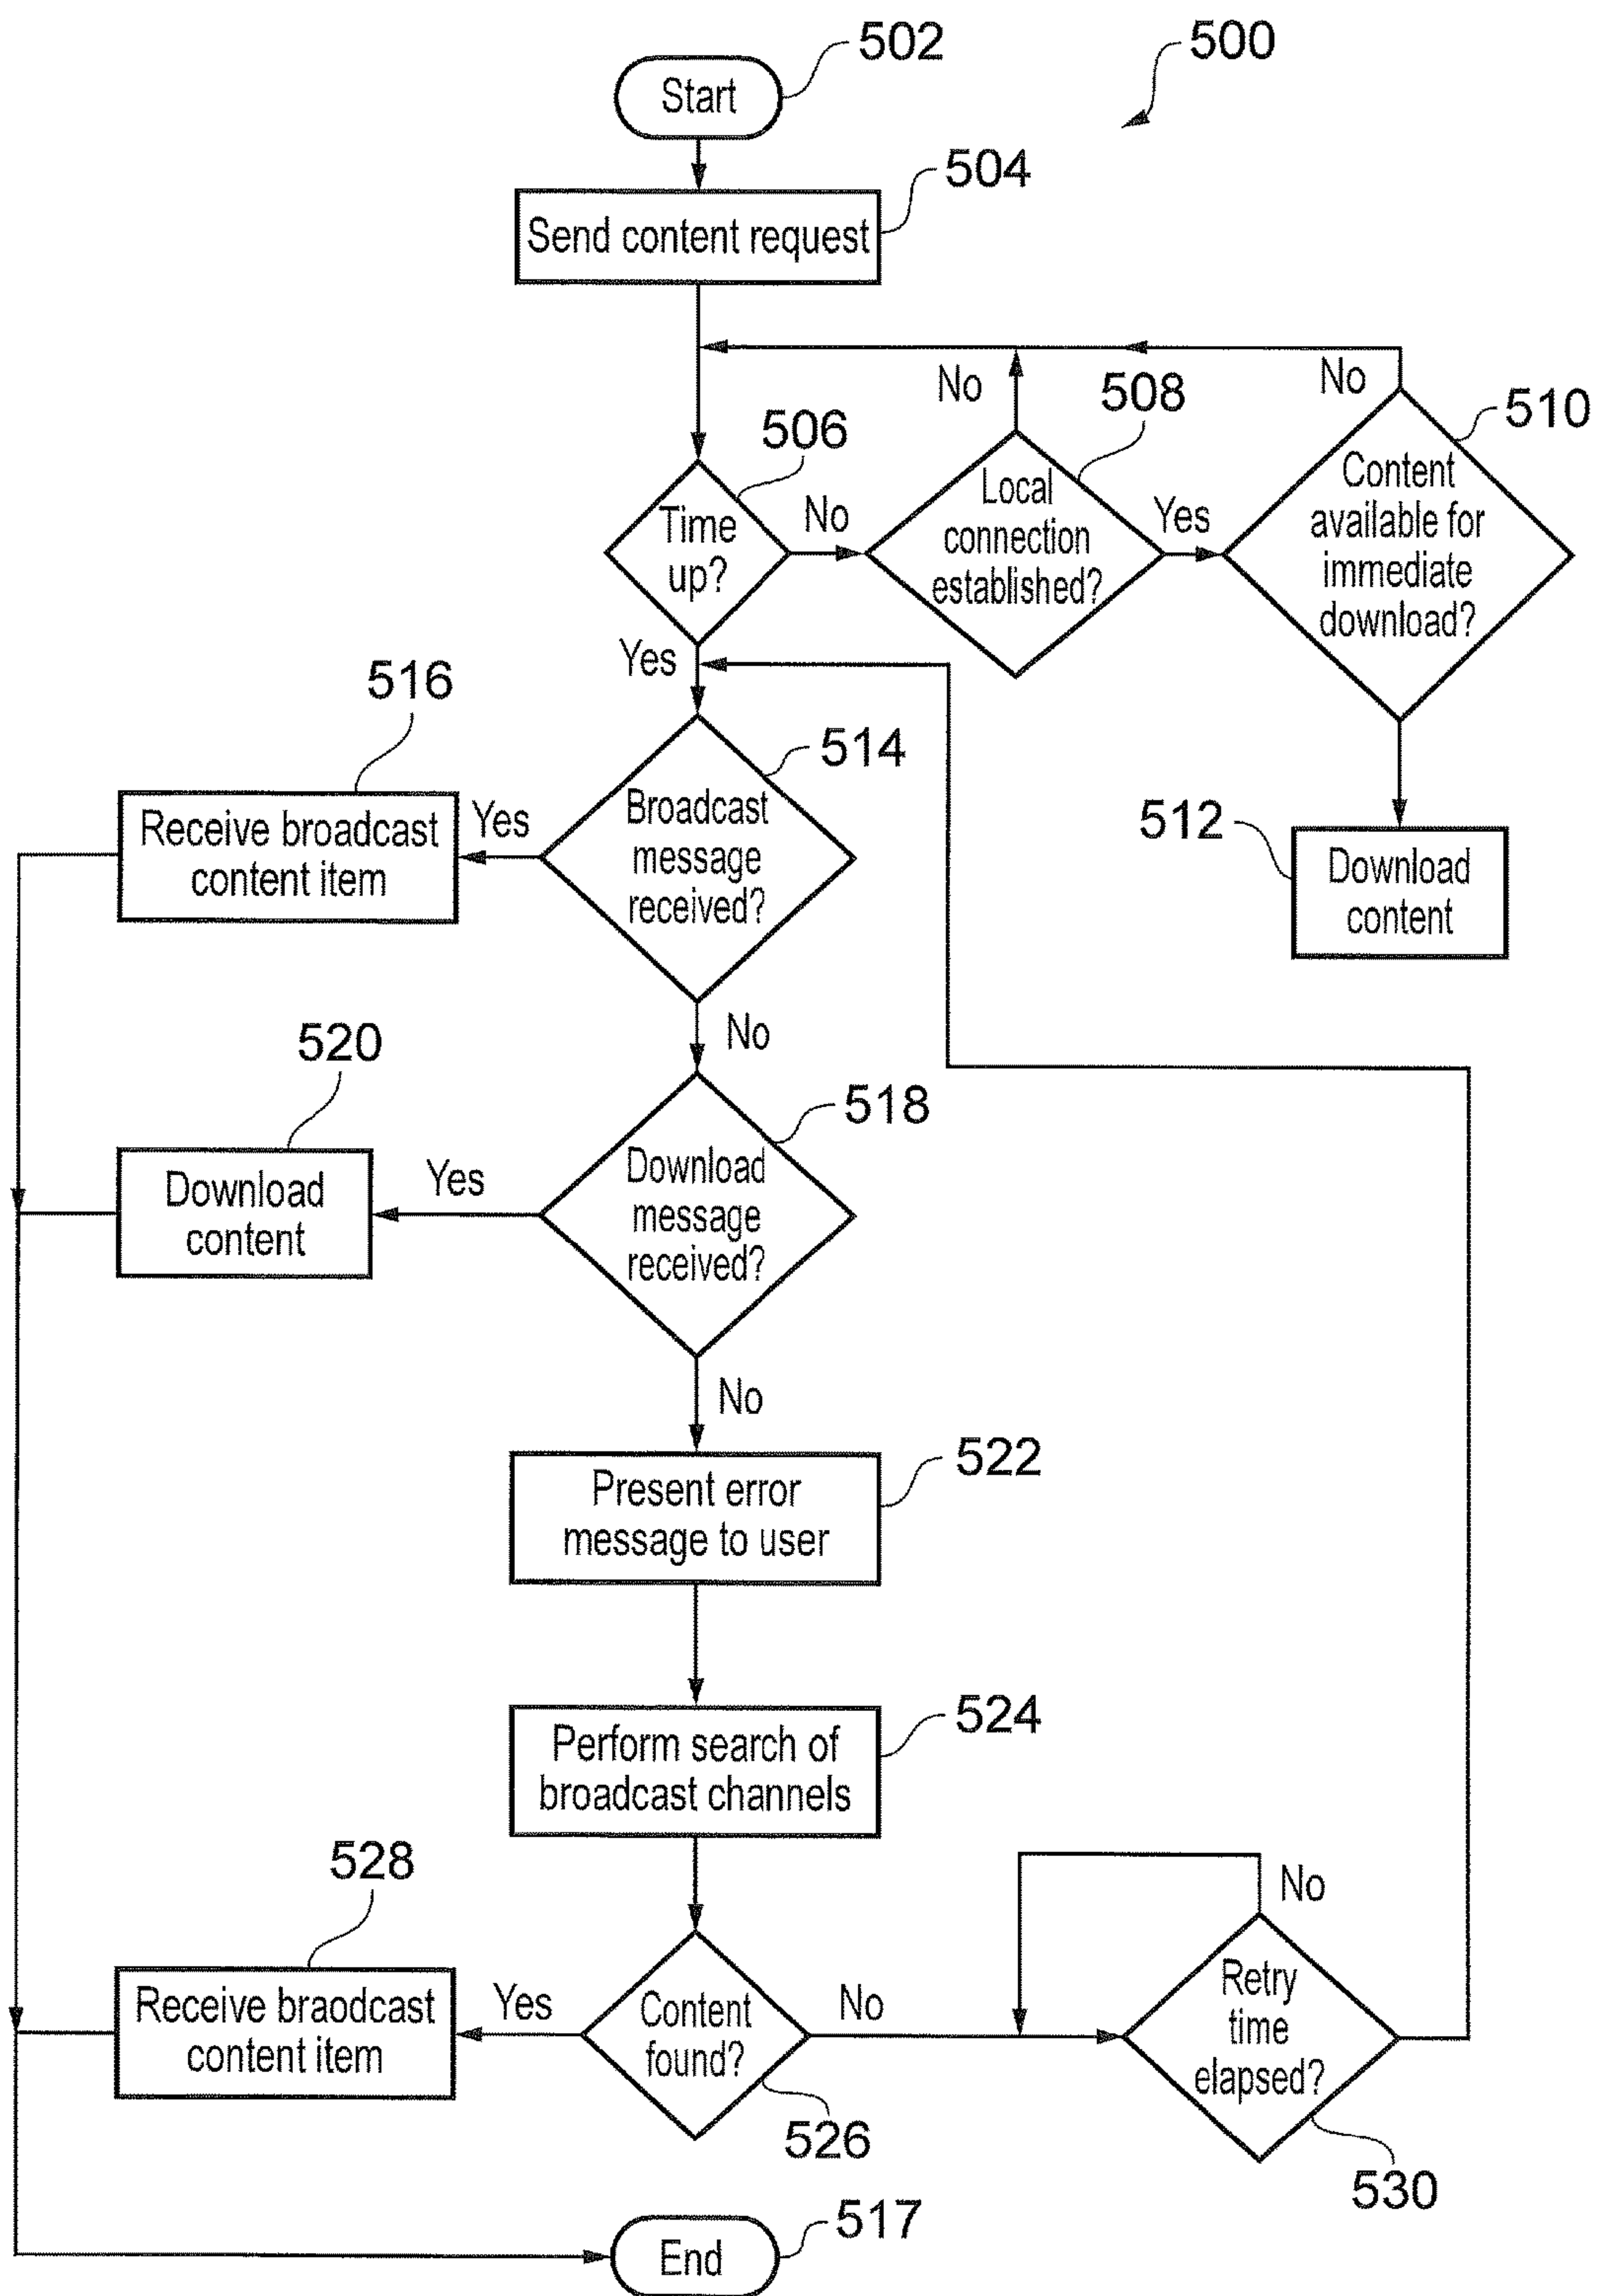 502
500
Start
504
Send content request
No
508
No
510
506
Time
up?
No
Local
connection
established?
Yes
Content
available for
immediate
download?
Yes
516
514
Receive broadcast
content item
Yes
Broadcast
message
received?
512
Download
content
No
520
518
Download
content
Yes
Download
message
received?
No
522
Present error
message to user
524
Perform search of
broadcast channels
528
No
Receive braodcast
content item
Yes
Content
found?
No
Retry
time
elapsed?
526
530
517
End